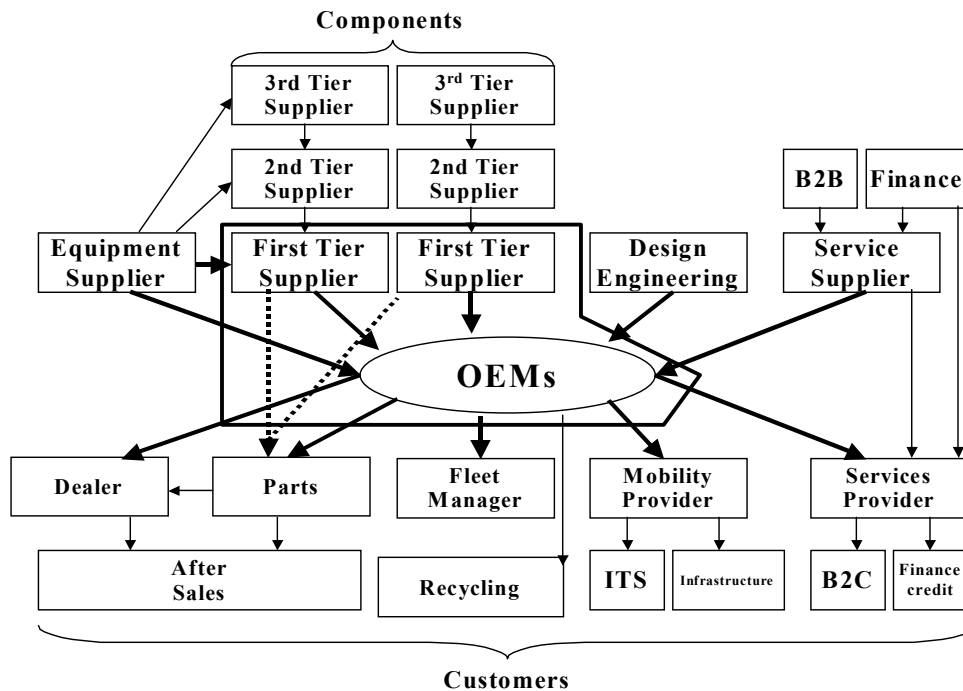 Components
3rd Tier
Supplier
3rd Tier
Supplier
2nd Tier
Supplier
2nd Tier
Supplier
B2B
Finance
Equipment
Supplier
First Tier
Supplier
First Tier
Supplier
Design
Engineering
Service
Supplier
OEMs
Dealer
Parts
Fleet
Manager
Mobility
Provider
Services
Provider
After
Sales
Recycling
ITS
Infrastructure
B2C
Finance
credit
Customers